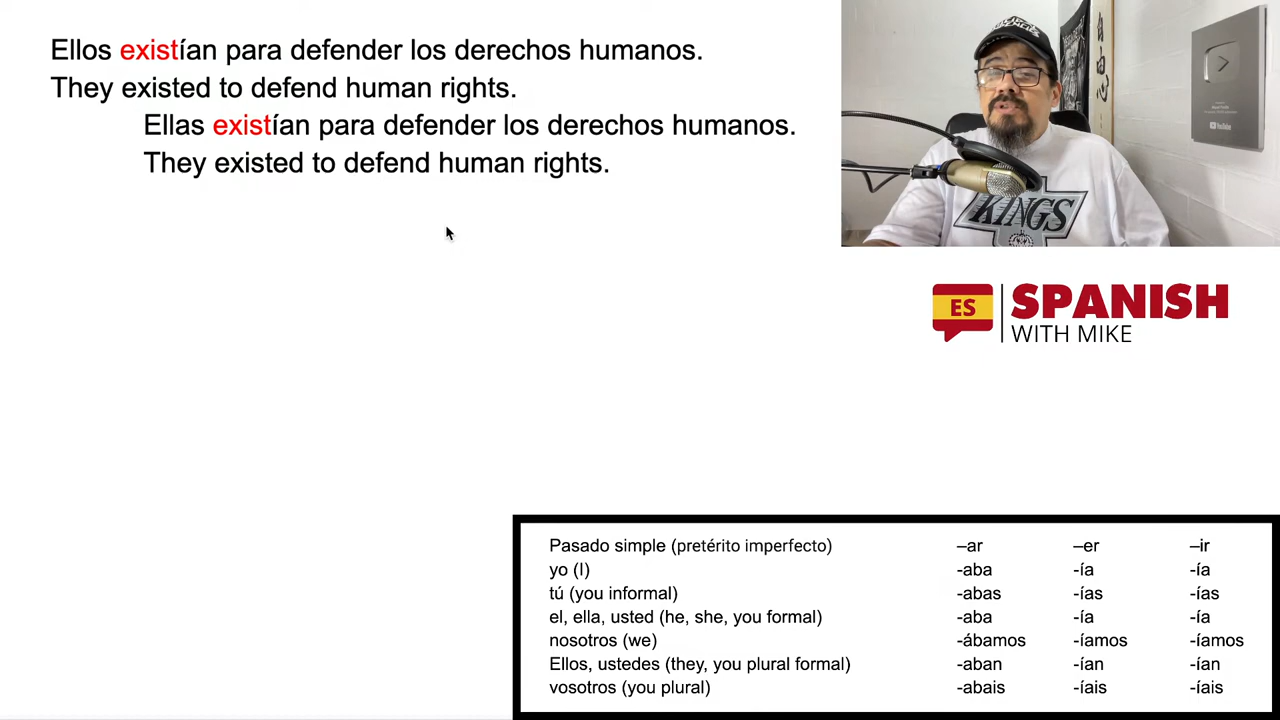 Ellos existían para defender los derechos humanos.
They existed to defend human rights.
Ellas existían para defender los derechos humanos.
They existed to defend human rights.
KINGS
YouTube
ES
SPANISH
WITH MIKE
Pasado simple (pretérito imperfecto) –ar –er –ir
yo (I) -aba -ía -ía
tú (you informal) -abas -ías -ías
el, ella, usted (he, she, you formal) -aba -ía -ía
nosotros (we) -ábamos -íamos -íamos
Ellos, ustedes (they, you plural formal) -aban -ían -ían
vosotros (you plural) -abais -íais -íais